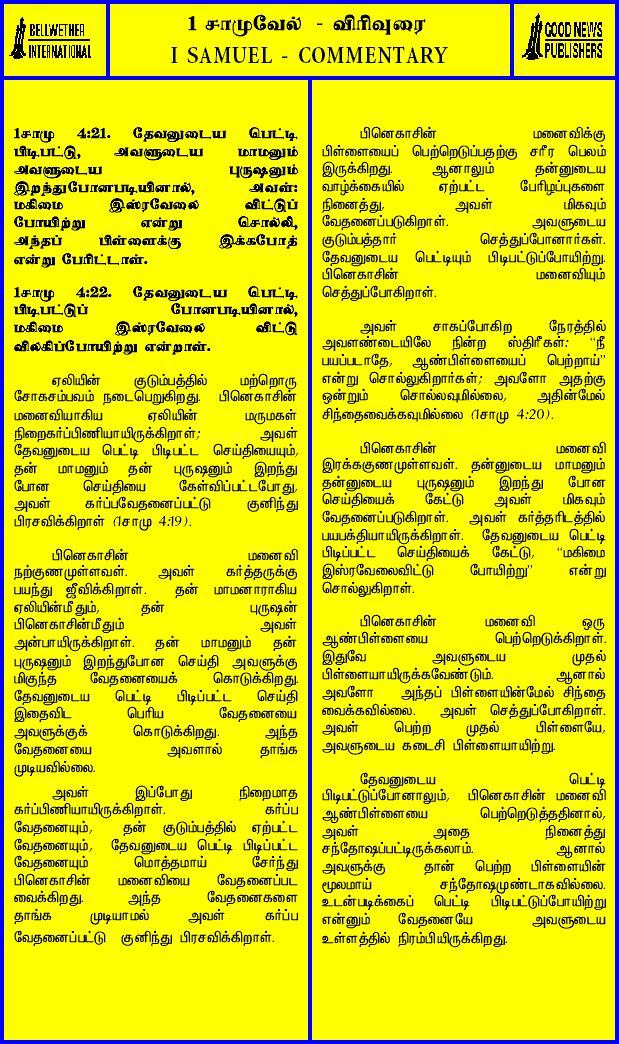 BELLWETHER
INTERNATIONAL
1 சாமுவேல் - விரிவுரை
I SAMUEL - COMMENTARY
GOOD NEWS
PUBLISHERS
1சாமு 4:21. தேவனுடைய பெட்டி
பிடிபட்டு, அவளுடைய மாமனும்
அவளுடைய புருஷனும்
இறந்துபோனபடியினால், அவள்:
மகிமை இஸ்ரவேலை விட்டுப்
போயிற்று என்று சொல்லி,
அந்தப் பிள்ளைக்கு இக்கபோத்
என்று பேரிட்டாள்.
1சாமு 4:22. தேவனுடைய பெட்டி
பிடிபட்டுப் போனபடியினால்,
மகிமை இஸ்ரவேலை விட்டு
விலகிப்போயிற்று என்றாள்.
ஏலியின் குடும்பத்தில் மற்றொரு
சோகசம்பவம் நடைபெறுகிறது. பினெகாசின்
மனைவியாகிய ஏலியின் மருமகள்
நிறைகர்ப்பிணியாயிருக்கிறாள்; அவள்
தேவனுடைய பெட்டி பிடிபட்ட செய்தியையும்,
தன் மாமனும் தன் புருஷனும் இறந்து
போன செய்தியை கேள்விப்பட்டபோது,
அவள் கர்ப்பவேதனைப்பட்டு குனிந்து
பிரசவிக்கிறாள் (1சாமு 4:19).
பினெகாசின் மனைவி
நற்குணமுள்ளவள். அவள் கர்த்தருக்கு
பயந்து ஜீவிக்கிறாள். தன் மாமனாராகிய
ஏலியின்மீதும், தன் புருஷன்
பினெகாசின்மீதும் அவள்
அன்பாயிருக்கிறாள். தன் மாமனும் தன்
புருஷனும் இறந்துபோன செய்தி அவளுக்கு
மிகுந்த வேதனையைக் கொடுக்கிறது.
தேவனுடைய பெட்டி பிடிப்பட்ட செய்தி
இதைவிட பெரிய வேதனையை
அவளுக்குக் கொடுக்கிறது. அந்த
வேதனையை அவளால் தாங்க
முடியவில்லை.
அவள் இப்போது நிறைமாத
கர்ப்பிணியாயிருக்கிறாள். கர்ப்ப
வேதனையும், தன் குடும்பத்தில் ஏற்பட்ட
வேதனையும், தேவனுடைய பெட்டி பிடிப்பட்ட
வேதனையும் மொத்தமாய் சேர்ந்து
பினெகாசின் மனைவியை வேதனைப்பட
வைக்கிறது. அந்த வேதனைகளை
தாங்க முடியாமல் அவள் கர்ப்ப
வேதனைப்பட்டு குனிந்து பிரசவிக்கிறாள்.
பினெகாசின் மனைவிக்கு
பிள்ளையைப் பெற்றெடுப்பதற்கு சரீர பெலம்
இருக்கிறது. ஆனாலும் தன்னுடைய
வாழ்க்கையில் ஏற்பட்ட பேரிழப்புகளை
நினைத்து, அவள் மிகவும்
வேதனைப்படுகிறாள். அவளுடைய
குடும்பத்தார் செத்துப்போனார்கள்.
தேவனுடைய பெட்டியும் பிடிபட்டுப்போயிற்று.
பினெகாசின் மனைவியும்
செத்துப்போகிறாள்.
அவள் சாகப்போகிற நேரத்தில்
அவளண்டையிலே நின்ற ஸ்திரீகள்: “நீ
பயப்படாதே, ஆண்பிள்ளையைப் பெற்றாய்”
என்று சொல்லுகிறார்கள்; அவளோ அதற்கு
ஒன்றும் சொல்லவுமில்லை, அதின்மேல்
சிந்தைவைக்கவுமில்லை (1சாமு 4:20).
பினெகாசின் மனைவி
இரக்ககுணமுள்ளவள். தன்னுடைய மாமனும்
தன்னுடைய புருஷனும் இறந்து போன
செய்தியைக் கேட்டு அவள் மிகவும்
வேதனைப்படுகிறாள். அவள் கர்த்தரிடத்தில்
பயபக்தியாயிருக்கிறாள். தேவனுடைய பெட்டி
பிடிப்பட்ட செய்தியைக் கேட்டு, “மகிமை
இஸ்ரவேலைவிட்டு போயிற்று” என்று
சொல்லுகிறாள்.
பினெகாசின் மனைவி ஒரு
ஆண்பிள்ளையை பெற்றெடுக்கிறாள்.
இதுவே அவளுடைய முதல்
பிள்ளையாயிருக்கவேண்டும். ஆனால்
அவளோ அந்தப் பிள்ளையின்மேல் சிந்தை
வைக்கவில்லை. அவள் செத்துப்போகிறாள்.
அவள் பெற்ற முதல் பிள்ளையே,
அவளுடைய கடைசி பிள்ளையாயிற்று.
தேவனுடைய பெட்டி
பிடிபட்டுப்போனாலும், பினெகாசின் மனைவி
ஆண்பிள்ளையை பெற்றெடுத்ததினால்,
அவள் அதை நினைத்து
சந்தோஷப்பட்டிருக்கலாம். ஆனால்
அவளுக்கு தான் பெற்ற பிள்ளையின்
மூலமாய் சந்தோஷமுண்டாகவில்லை.
உடன்படிக்கைப் பெட்டி பிடிபட்டுப்போயிற்று
என்னும் வேதனையே அவளுடைய
உள்ளத்தில் நிரம்பியிருக்கிறது.